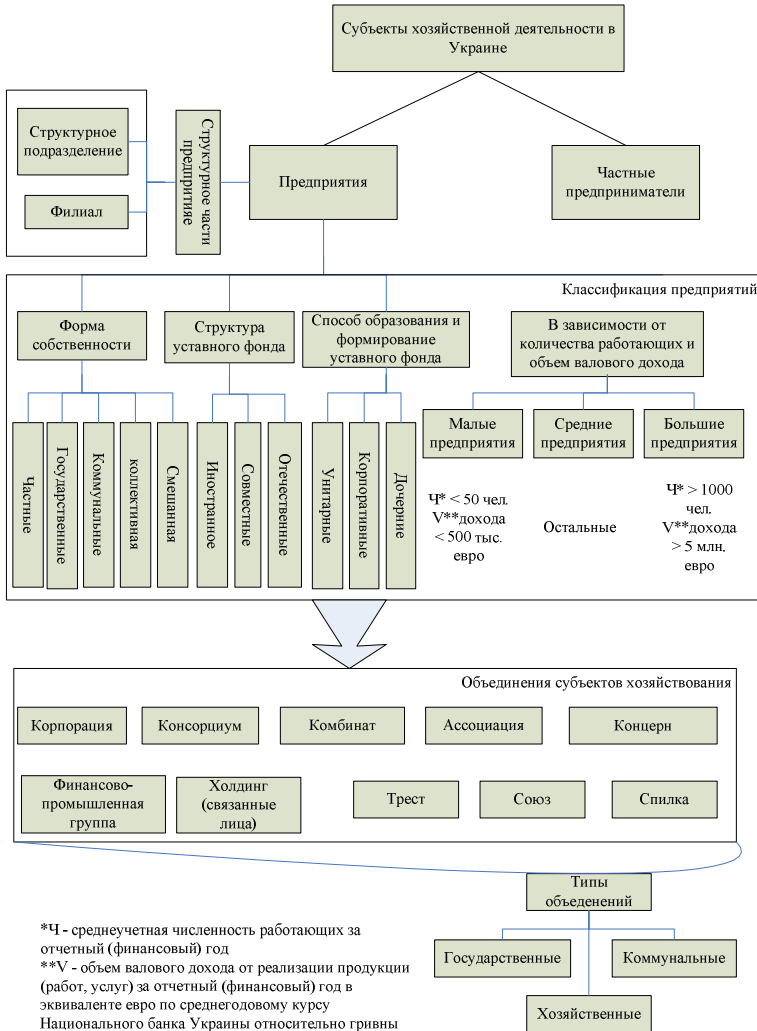 Субъекты хозяйственной деятельности в
Украине
Структурное
подразделение
Филиал
Структурное части
предпритияе
Предприятия
Частные
предприниматели
Классификация предприятий
Форма
собственности
Структура
уставного фонда
Способ образования и
формирование
уставного фонда
В зависимости от
количества работающих и
объем валового дохода
Частные
Государственные
Коммунальные
коллективная
Смешанная
Иностранное
Совместные
Отечественные
Унитарные
Корпоративные
Дочерние
Малые
предприятия
Средние
предприятия
Большие
предприятия
Ч* < 50 чел.
V**дохода
< 500 тыс.
евро
Остальные
Ч* > 1000
чел.
V**дохода
> 5 млн.
евро
Объединения субъектов хозяйствования
Корпорация
Консорциум
Комбинат
Ассоциация
Концерн
Финансово-
промышленная
группа
Холдинг
(связанные
лица)
Трест
Союз
Спилка
Типы
объеденений
Государственные
Коммунальные
Хозяйственные
*Ч - среднеучетная численность работающих за
отчетный (финансовый) год
**V - объем валового дохода от реализации продукции
(работ, услуг) за отчетный (финансовый) год в
эквиваленте евро по среднегодовому курсу
Национального банка Украины относительно гривны